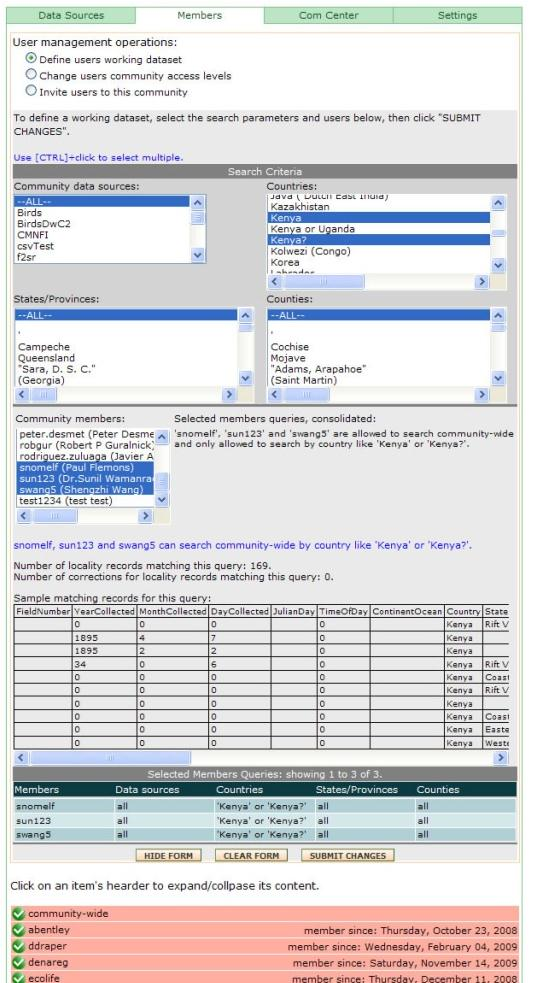 Data Sources Members Com Center Settings
User management operations:
Define users working dataset
Change users community access levels
Invite users to this community
To define a working dataset, select the search parameters and users below, then click "SUBMIT
CHANGES".
Use [CTRL]+click to select multiple.
Search Criteria
Community data sources: Countries:
--ALL--
Birds
BirdsDwC2
CMNFI
csvTest
f2sr
Java ( Dutch East India)
Kazakhstan
Kenya
Kenya or Uganda
Kenya?
Kolwezi (Congo)
Korea
Labrador
States/Provinces: Counties:
--ALL--
'
Campeche
Queensland
"Sara, D. S. C."
(Georgia)
--ALL--
'
Cochise
Mojave
"Adams, Arapahoe"
(Saint Martin)
Community members: Selected members queries, consolidated:
peter.desmet (Peter Desme
robgur (Robert P Guralnick)
rodriguez.zuluaga (Javier A
snomelf (Paul Flemons)
sun123 (Dr.Sunil Wamanra
swang5 (Shengzhi Wang)
test1234 (test test)
'snomelf', 'sun123' and 'swang5' are allowed to search community-wide
and only allowed to search by country like 'Kenya' or 'Kenya?'.
snomelf, sun123 and swang5 can search community-wide by country like 'Kenya' or 'Kenya?'.
Number of locality records matching this query: 169.
Number of corrections for locality records matching this query: 0.
Sample matching records for this query:
FieldNumber YearCollected MonthCollected DayCollected JulianDay TimeOfDay ContinentOcean Country State
0 0 0 0 Kenya Rift V
1895 4 7 0 Kenya
1895 2 2 0 Kenya
34 0 6 0 Kenya Rift V
0 0 0 0 Kenya Coast
0 0 0 0 Kenya Rift V
0 0 0 0 Kenya
0 0 0 0 Kenya Coast
0 0 0 0 Kenya Easte
0 0 0 0 Kenya Weste
Selected Members Queries: showing 1 to 3 of 3.
Members Data sources Countries States/Provinces Counties
snomelf all 'Kenya' or 'Kenya?' all all
sun123 all 'Kenya' or 'Kenya?' all all
swang5 all 'Kenya' or 'Kenya?' all all
HIDE FORM CLEAR FORM SUBMIT CHANGES
Click on an item's hearder to expand/collpase its content.
community-wide
abentley member since: Thursday, October 23, 2008
ddraper member since: Wednesday, February 04, 2009
denareg member since: Saturday, November 14, 2009
ecolife member since: Thursday, December 11, 2008